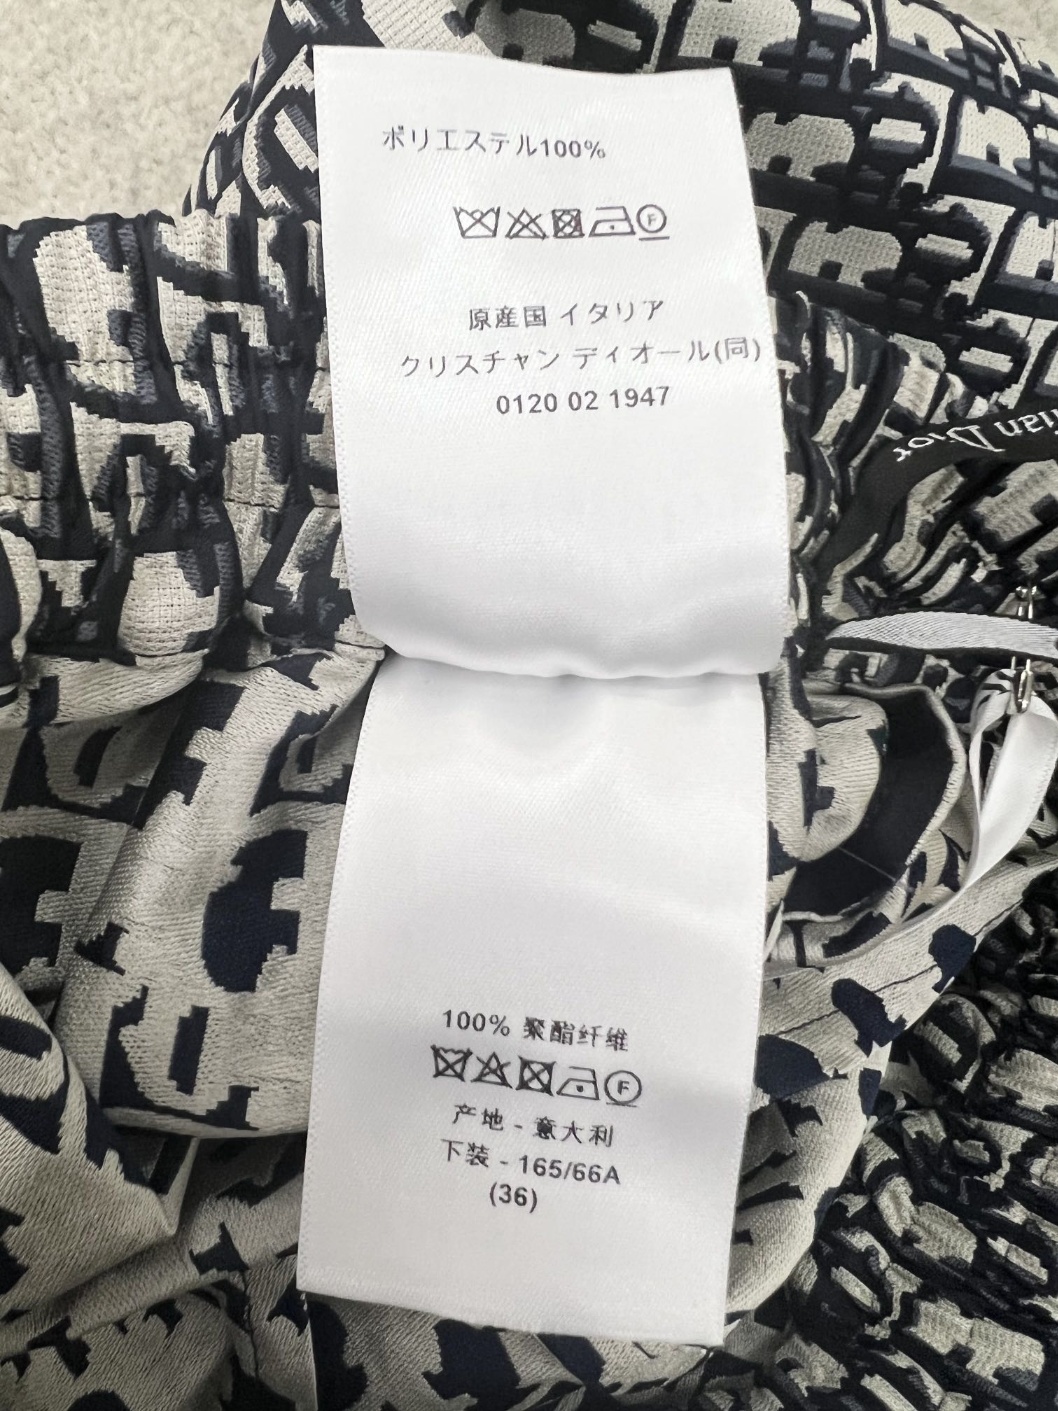 ポリエステル100%
F
原産国 イタリア
クリスチャン ディオール(同)
0120 02 1947
Dior
100% 聚酯纤维
F
产地 - 意大利
下装 - 165/66A
(36)